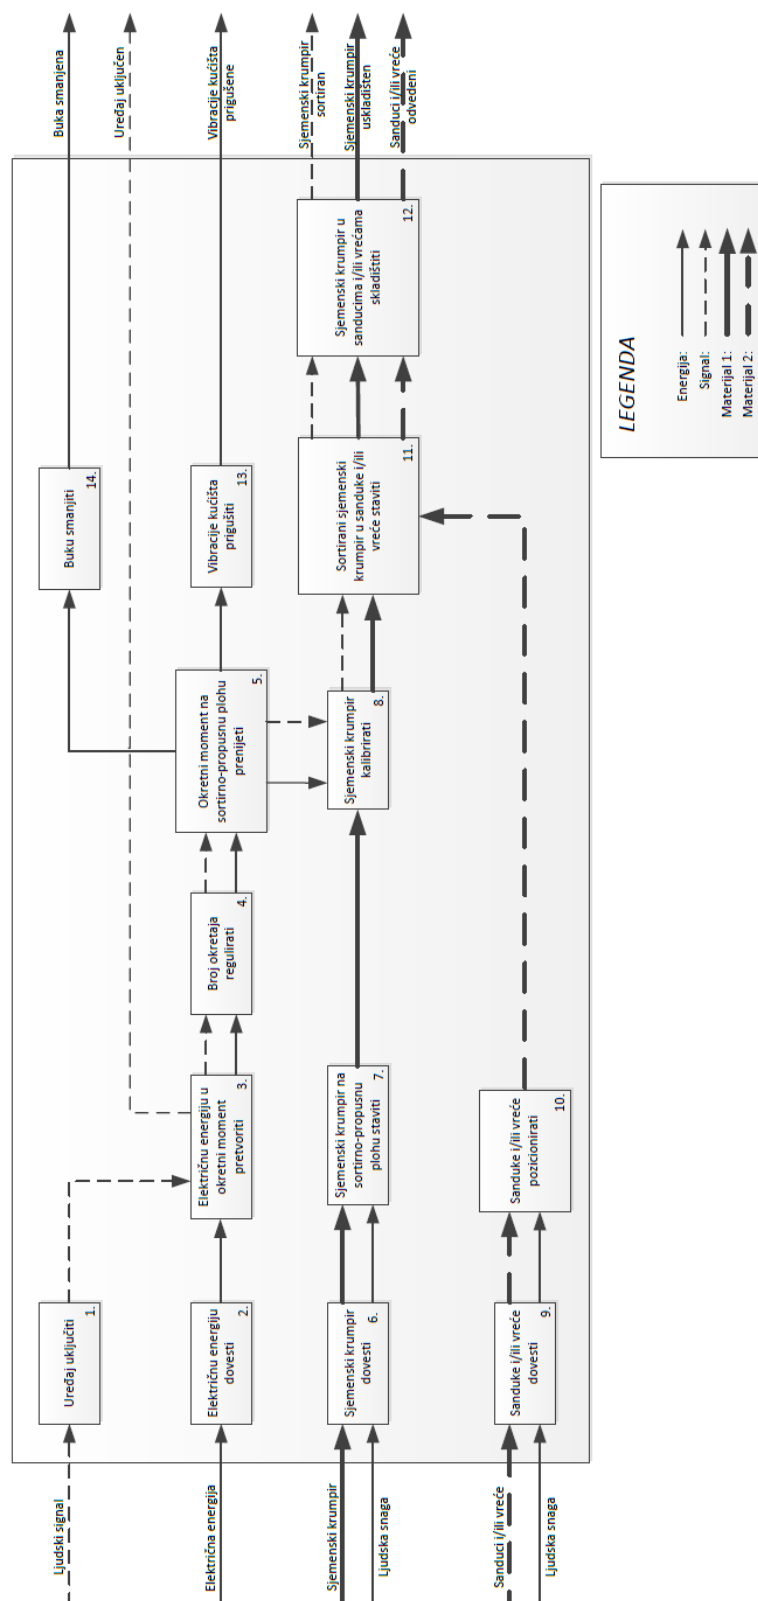 Ljudski signal
Električna energija
Sjemenski krumpir
Ljudska snaga
Sanduci i/ili vreće
Ljudska snaga
Uređaj uključiti
1.
Električnu energiju
dovesti
2.
Sjemenski krumpir
dovesti
6.
Sanduke i/ili vreće
dovesti
9.
Električnu energiju u
okretni moment
pretvoriti
3.
Sjemenski krumpir na
sortirno-propusnu
plohu staviti
7.
Sanduke i/ili vreće
pozicionirati
10.
Broj okretaja
regulirati
4.
Okretni moment na
sortirno-propusnu plohu
prenijeti
5.
Sjemenski krumpir
kalibrirati
8.
Buku smanjiti
14.
Vibracije kućišta
prigušiti
13.
Sortirani sjemenski
krumpir u sanduke i/ili
vreće staviti
11.
Sjemenski krumpir u
sanducima i/ili vrećama
skladištiti
12.
Buka smanjena
Uređaj uključen
Vibracije kućišta
prigušene
Sjemenski krumpir
sortiran
Sjemenski krumpir
uskladišten
Sanduci i/ili vreće
odvedeni
LEGENDA
Energija:
Signal:
Materijal 1:
Materijal 2: